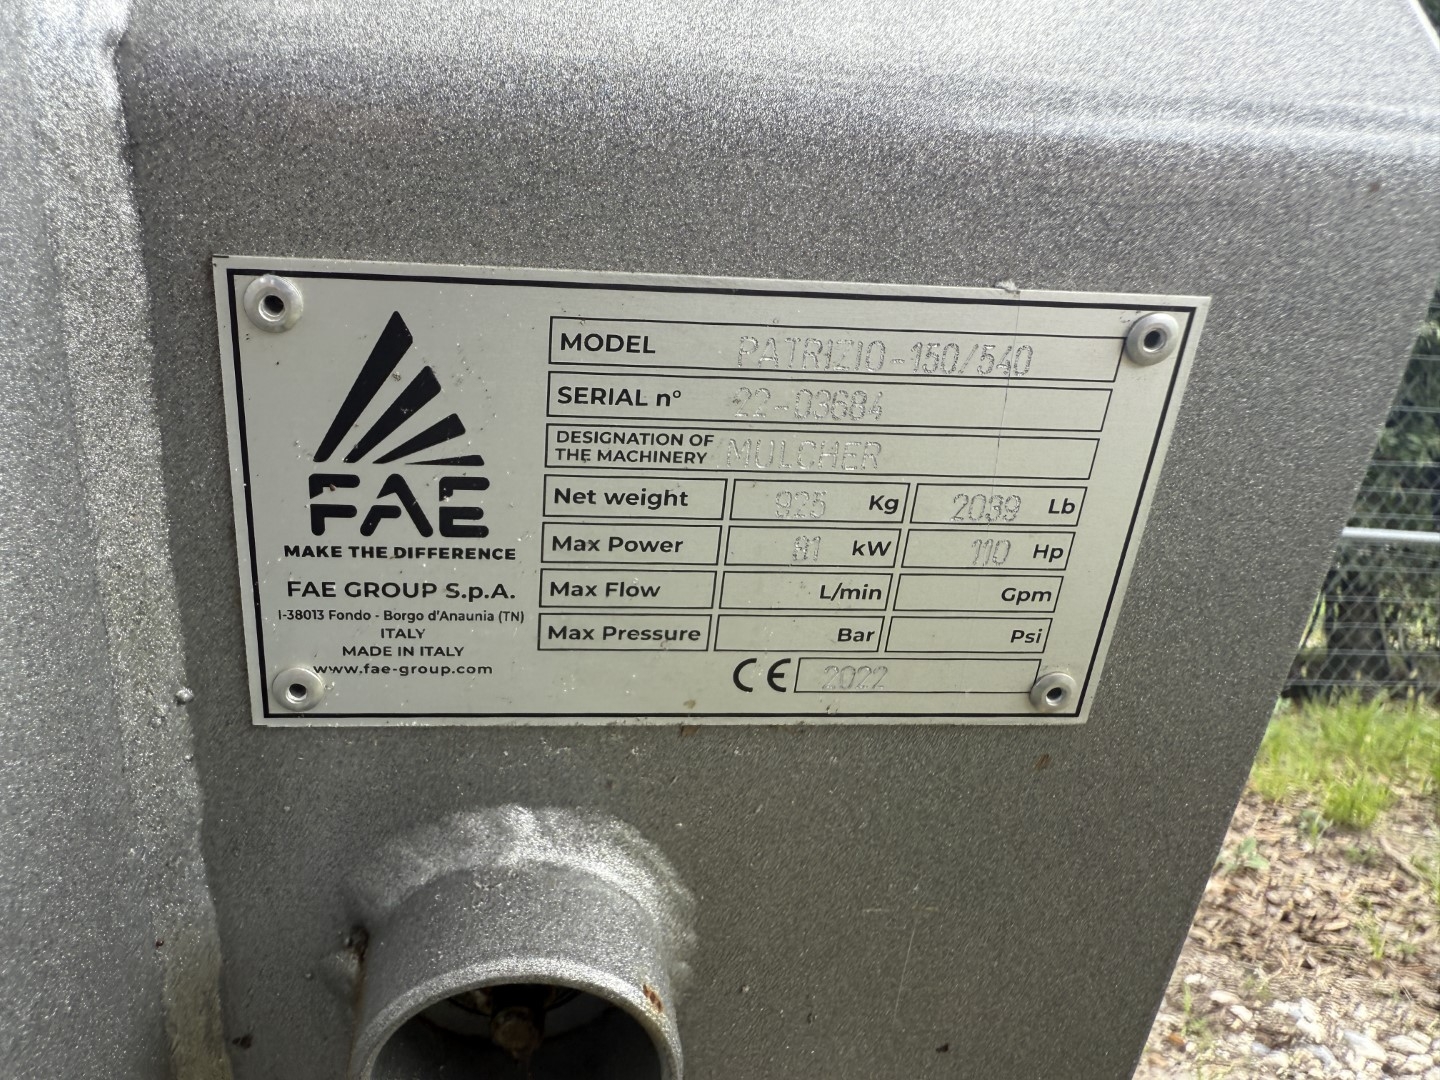 FAE
MAKE THE DIFFERENCE
FAE GROUP S.p.A.
I-38013 Fondo - Borgo d'Anaunia (TN)
ITALY
MADE IN ITALY
www.fae-group.com
MODEL PATRIZIO-150/540
SERIAL n° 22-03684
DESIGNATION OF
THE MACHINERY MULCHER
Net weight 925 Kg 2039 Lb
Max Power 81 kW 110 Hp
Max Flow L/min Gpm
Max Pressure Bar Psi
CE 2022